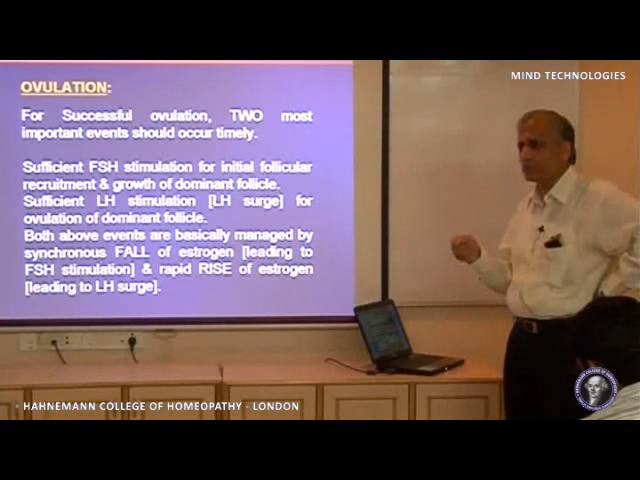 MIND TECHNOLOGIES
OVULATION:
For Successful ovulation, TWO most
important events should occur timely.
Sufficient FSH stimulation for initial follicular
recruitment & growth of dominant follicle.
Sufficient LH stimulation [LH surge] for
ovulation of dominant follicle.
Both above events are basically managed by
synchronous FALL of estrogen [leading to
FSH stimulation] & rapid RISE of estrogen
[leading to LH surge].
HAHNEMANN COLLEGE OF HOMEOPATHY - LONDON